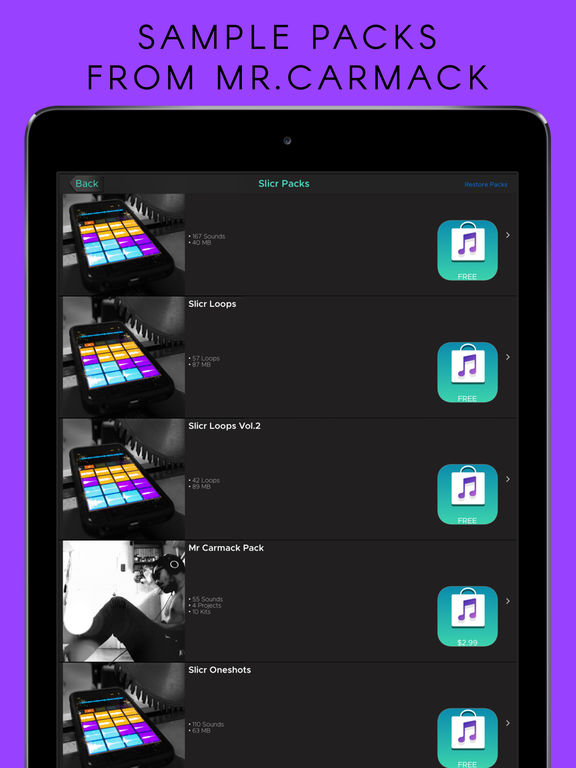 SAMPLE PACKS
FROM MR.CARMACK
Back
Slicr Packs
Restore Packs
• 167 Sounds
• 40 MB
FREE
Slicr Loops
• 57 Loops
• 87 MB
FREE
Slicr Loops Vol.2
• 42 Loops
• 89 MB
FREE
Mr Carmack Pack
• 55 Sounds
• 4 Projects
• 10 Kits
$2.99
Slicr Oneshots
• 110 Sounds
• 63 MB
FREE